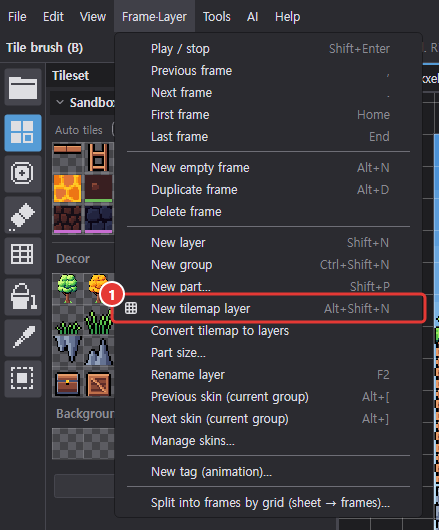 File Edit View Frame-Layer Tools AI Help
Tile brush (B)
Tileset
Sandbox
Auto tiles
Decor
Background
Play / stop Shift+Enter
Previous frame ,
Next frame .
First frame Home
Last frame End
New empty frame Alt+N
Duplicate frame Alt+D
Delete frame
New layer Shift+N
New group Ctrl+Shift+N
New part... Shift+P
1
New tilemap layer Alt+Shift+N
Convert tilemap to layers
Part size...
Rename layer F2
Previous skin (current group) Alt+[
Next skin (current group) Alt+]
Manage skins...
New tag (animation)...
Split into frames by grid (sheet → frames)...